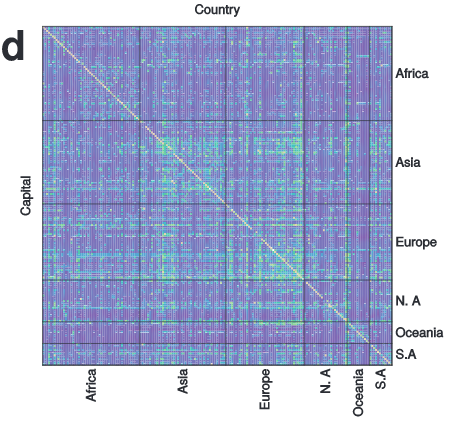 Country
d
Africa
Asia
Capital
Europe
N. A
Oceania
S.A
Africa
Asia
Europe
N. A
Oceania
S.A